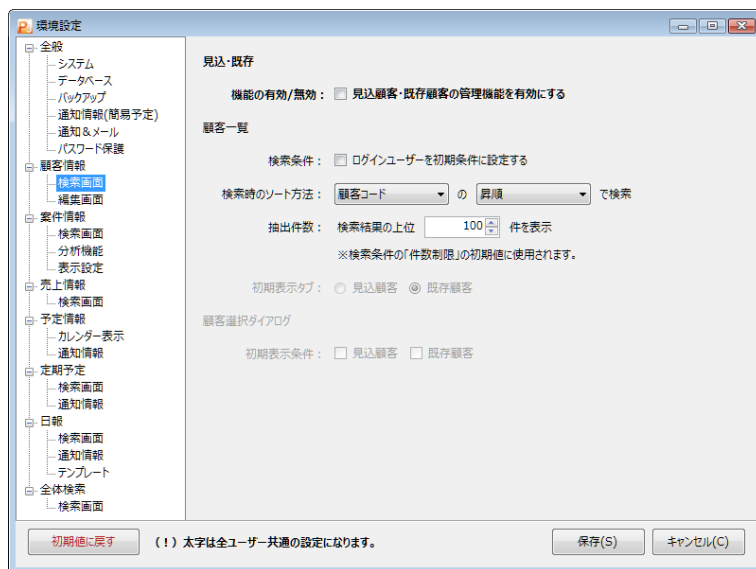 環境設定
全般
システム
データベース
バックアップ
通知情報(簡易予定)
通知＆メール
パスワード保護
顧客情報
検索画面
編集画面
案件情報
検索画面
分析機能
表示設定
売上情報
検索画面
予定情報
カレンダー表示
通知情報
定期予定
検索画面
通知情報
日報
検索画面
通知情報
テンプレート
全体検索
検索画面
見込・既存
機能の有効/無効： 見込顧客・既存顧客の管理機能を有効にする
顧客一覧
検索条件： ログインユーザーを初期条件に設定する
検索時のソート方法： 顧客コード の 昇順 で検索
抽出件数： 検索結果の上位 100 件を表示
※検索条件の「件数制限」の初期値に使用されます。
初期表示タブ： 見込顧客 既存顧客
顧客選択ダイアログ
初期表示条件： 見込顧客 既存顧客
初期値に戻す (！) 太字は全ユーザー共通の設定になります。 保存(S) キャンセル(C)